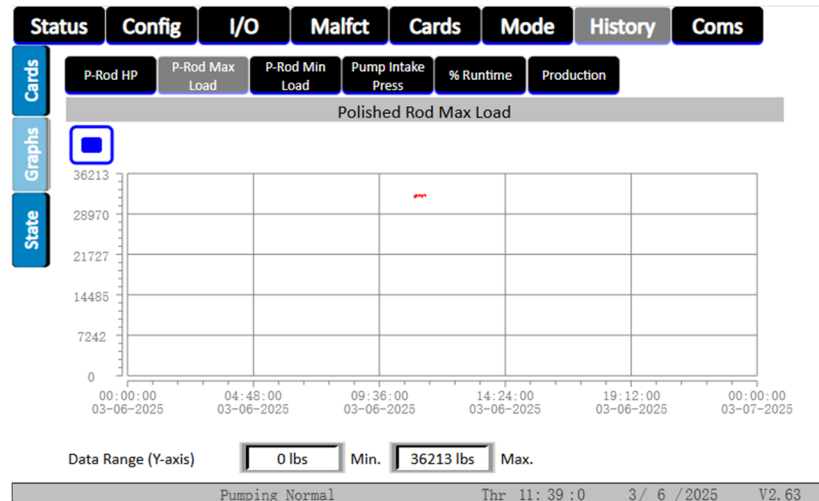 Status Config I/O Malfct Cards Mode History Coms
Cards
Graphs
State
P-Rod HP
P-Rod Max
Load
P-Rod Min
Load
Pump Intake
Press
% Runtime
Production
Polished Rod Max Load
36213
28970
21727
14485
7242
0
00:00:00 04:48:00 09:36:00 14:24:00 19:12:00 00:00:00
03-06-2025 03-06-2025 03-06-2025 03-06-2025 03-06-2025 03-07-2025
Data Range (Y-axis) 0 lbs Min. 36213 lbs Max.
Pumping Normal Thr 11:39:0 3/ 6 /2025 V2.63